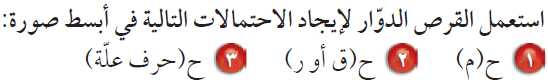 استعمل القرص الدوّار لإيجاد الاحتمالات التالية في أبسط صورة:
١ ح(م) ٢ ح(ق أو ر) ٣ ح(حرف علّة)